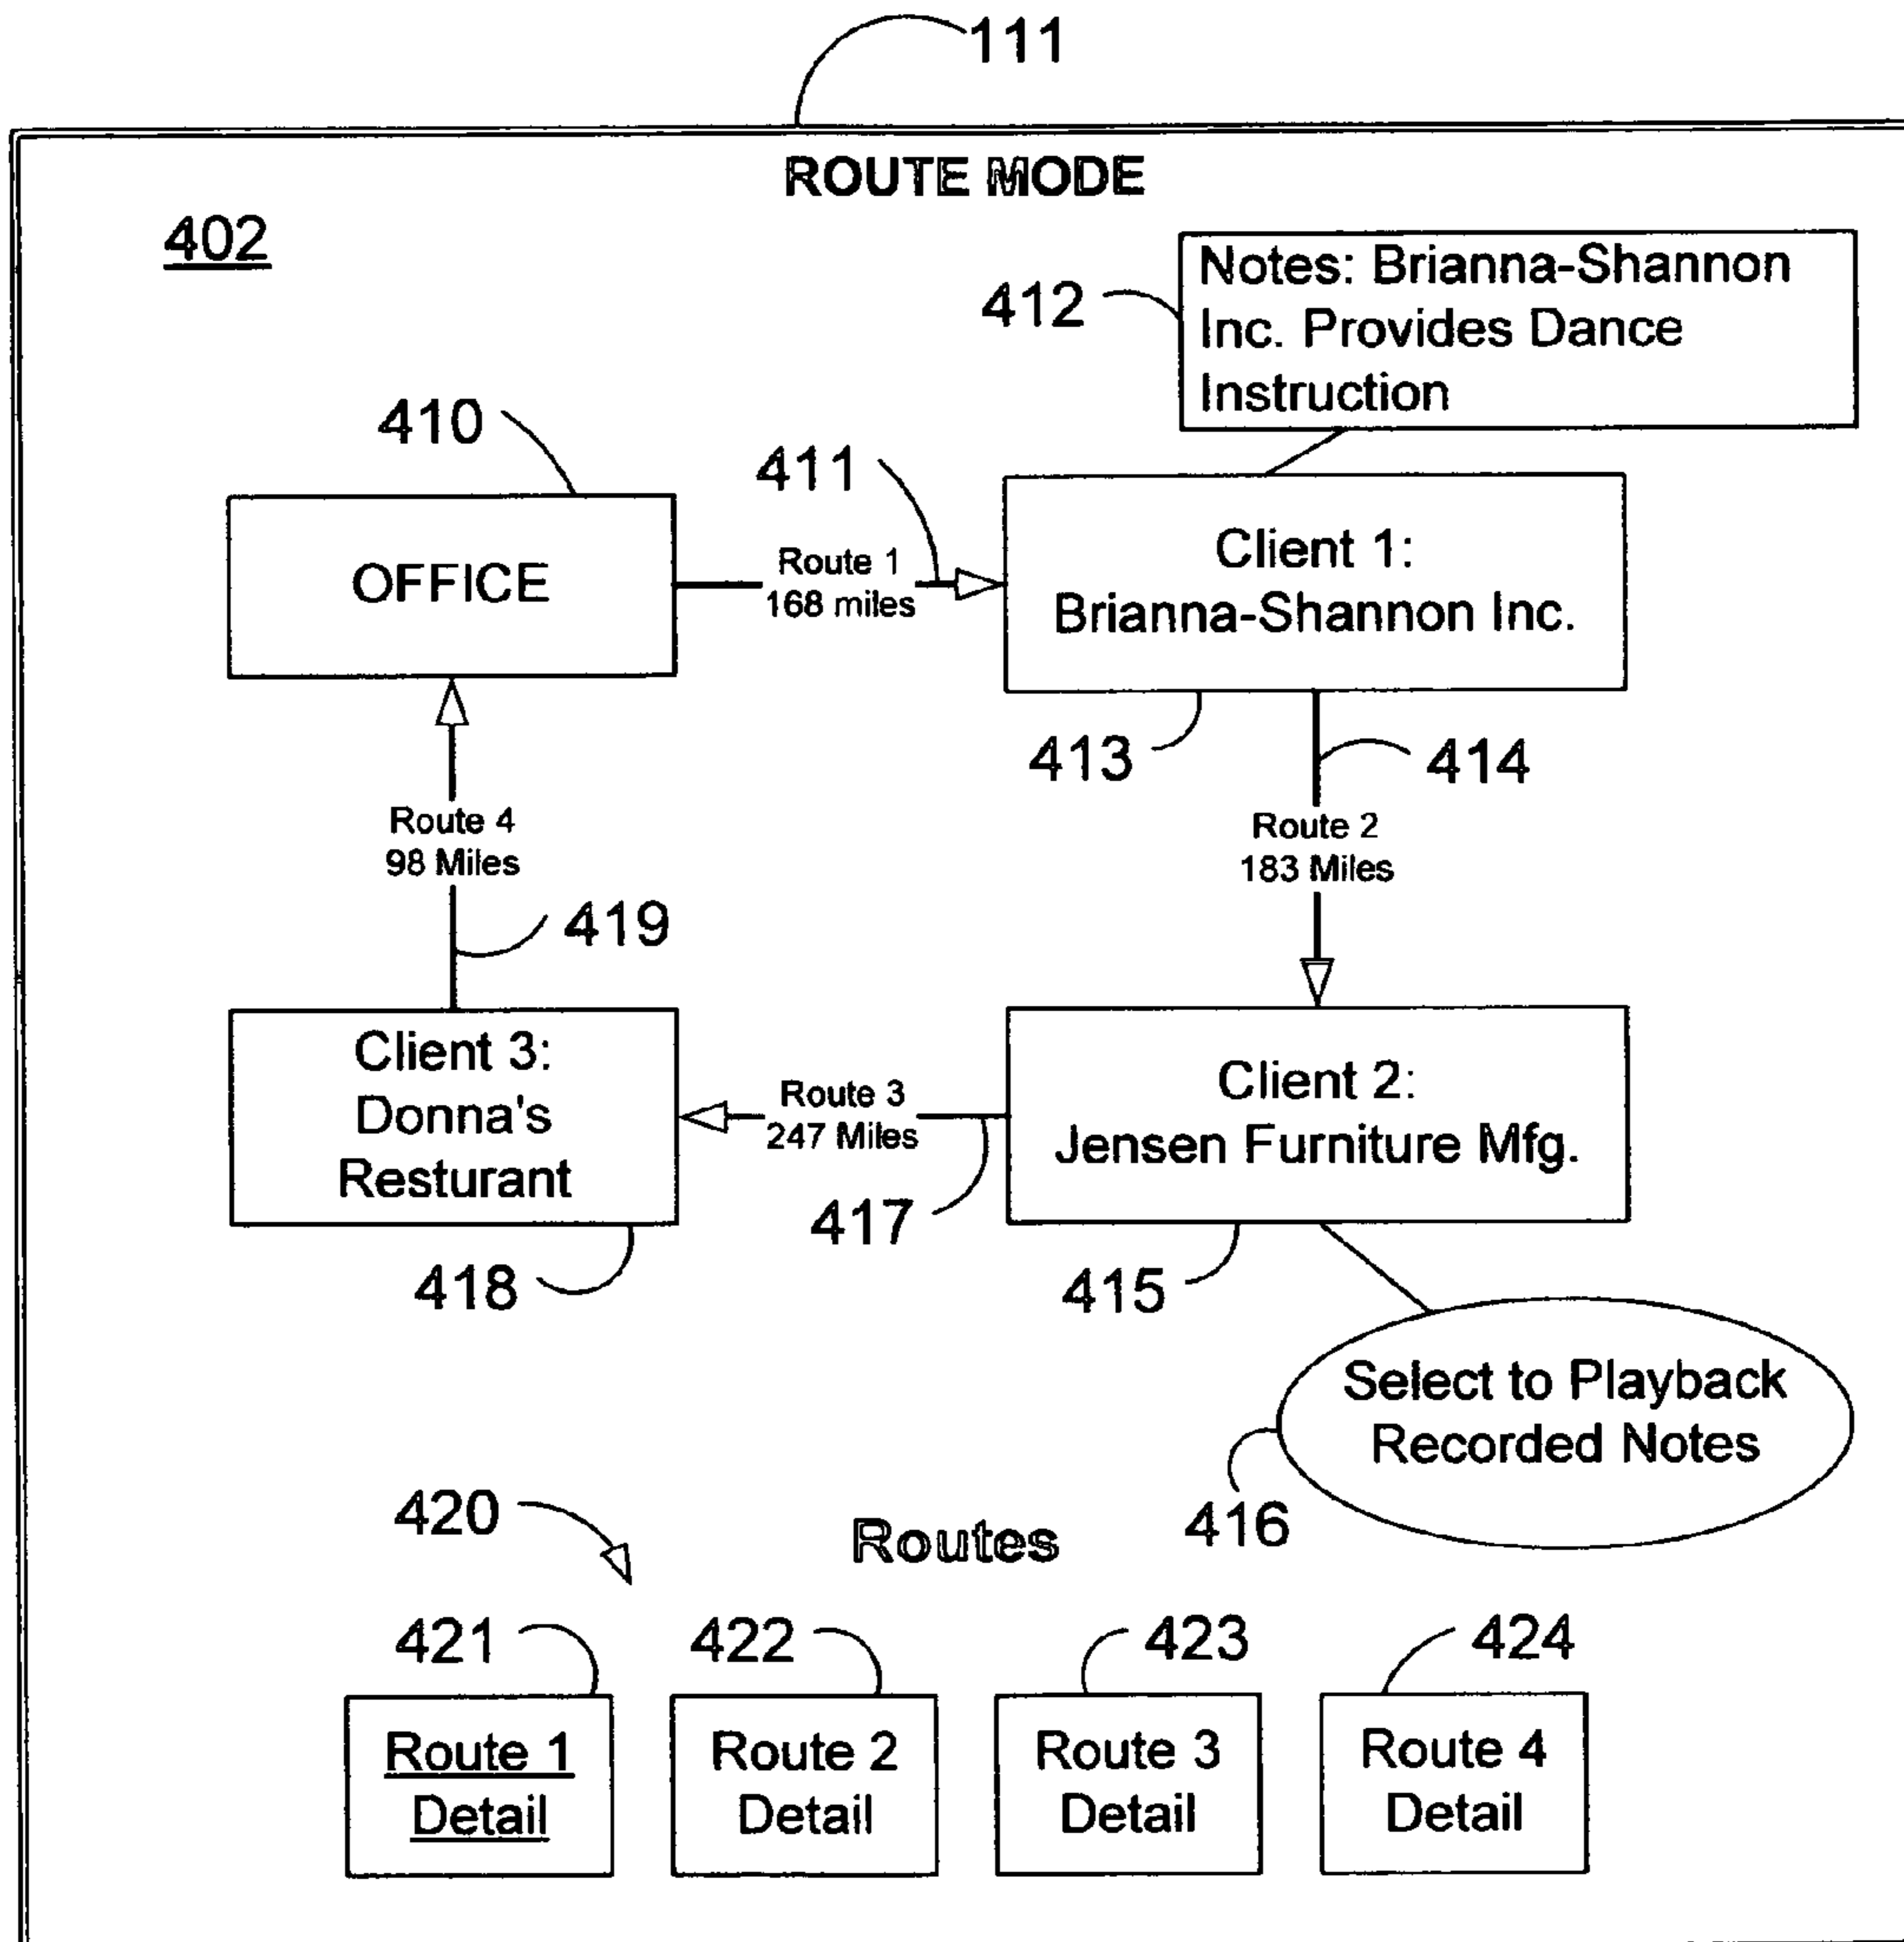 111
ROUTE MODE
402
Notes: Brianna-Shannon
Inc. Provides Dance
Instruction
412
410
411
OFFICE
Route 1
168 miles
Client 1:
Brianna-Shannon Inc.
413
414
Route 4
98 Miles
Route 2
183 Miles
419
Client 3:
Donna's
Resturant
Route 3
247 Miles
Client 2:
Jensen Furniture Mfg.
417
418
415
Select to Playback
Recorded Notes
416
420
Routes
421
422
423
424
Route 1
Detail
Route 2
Detail
Route 3
Detail
Route 4
Detail